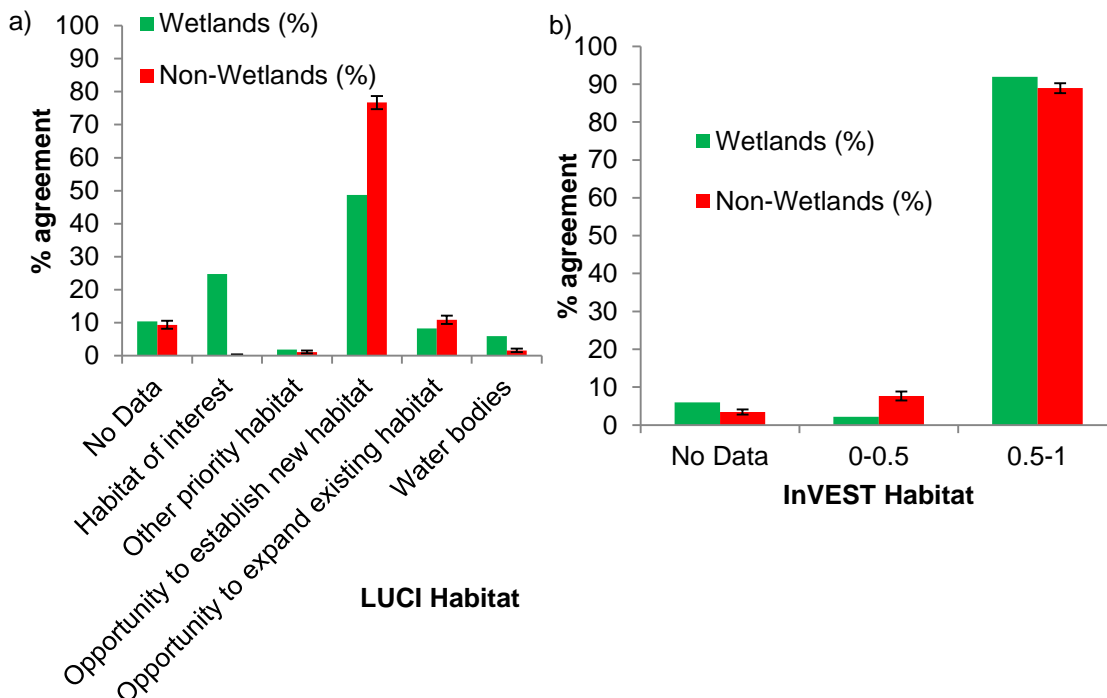 a)
% agreement
100
90
80
70
60
50
40
30
20
10
0
Wetlands (%)
Non-Wetlands (%)
No Data
Habitat of interest
Other priority habitat
Opportunity to establish new habitat
Opportunity to expand existing habitat
Water bodies
LUCI Habitat
b)
% agreement
100
90
80
70
60
50
40
30
20
10
0
Wetlands (%)
Non-Wetlands (%)
No Data
0-0.5
0.5-1
InVEST Habitat